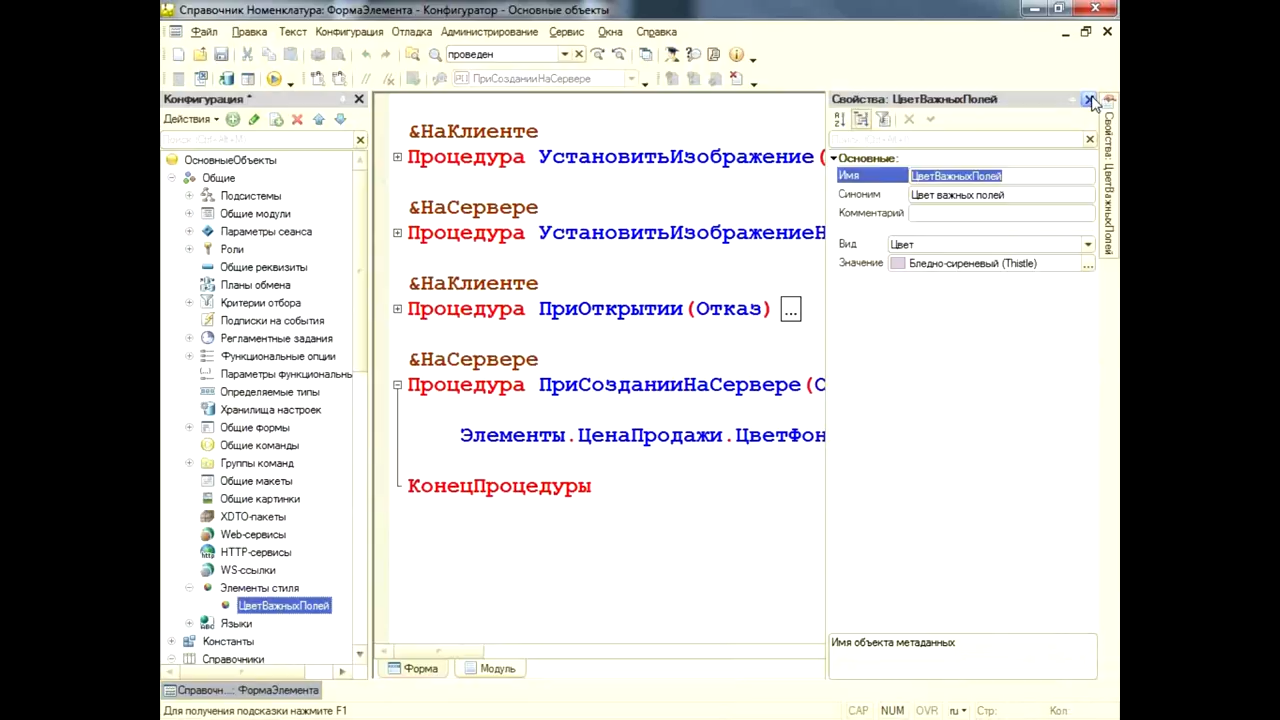 Справочник Номенклатура: ФормаЭлемента - Конфигуратор - Основные объекты
Файл Правка Текст Конфигурация Отладка Администрирование Сервис Окна Справка
проведен
ПриСозданииНаСервере
Конфигурация *
Действия
Поиск (Ctrl+Alt+M)
ОсновныеОбъекты
Общие
Подсистемы
Общие модули
Параметры сеанса
Роли
Общие реквизиты
Планы обмена
Критерии отбора
Подписки на события
Регламентные задания
Функциональные опции
Параметры функциональнь
Определяемые типы
Хранилища настроек
Общие формы
Общие команды
Группы команд
Общие макеты
Общие картинки
XDTO-пакеты
Web-сервисы
HTTP-сервисы
WS-ссылки
Элементы стиля
ЦветВажныхПолей
Языки
Константы
Справочники
&НаКлиенте
Процедура УстановитьИзображение(
&НаСервере
Процедура УстановитьИзображениеН
&НаКлиенте
Процедура ПриОткрытии(Отказ) ...
&НаСервере
Процедура ПриСозданииНаСервере(О
Элементы.ЦенаПродажи.ЦветФон
КонецПроцедуры
Форма Модуль
Свойства: ЦветВажныхПолей
Основные:
Имя ЦветВажныхПолей
Синоним Цвет важных полей
Комментарий
Вид Цвет
Значение Бледно-сиреневый (Thistle) ...
Имя объекта метаданных
Свойства: ЦветВажныхПолей
Справочн...: ФормаЭлемента
Для получения подсказки нажмите F1
CAP NUM OVR ru Стр: Кол